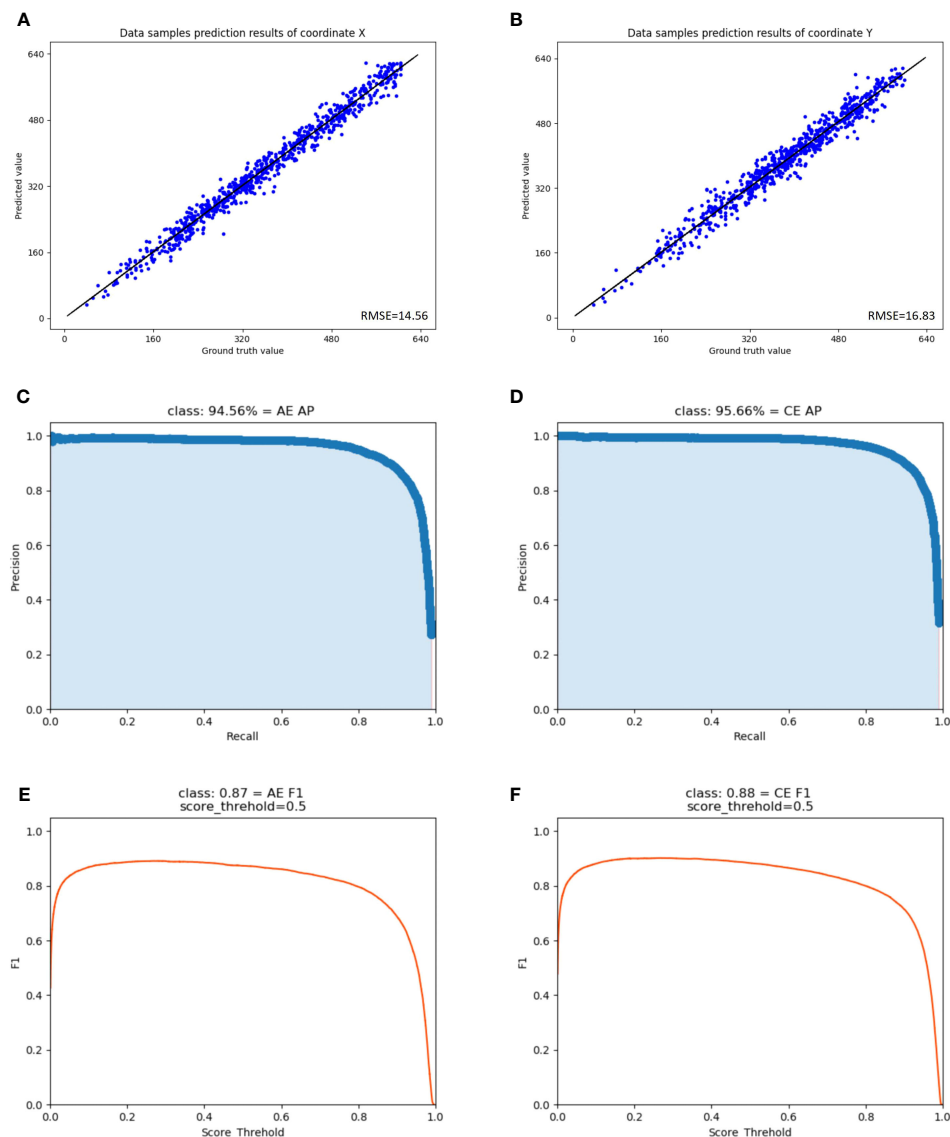 A
Data samples prediction results of coordinate X
640
480
320
160
0
Predicted value
RMSE=14.56
0 160 320 480 640
Ground truth value
B
Data samples prediction results of coordinate Y
640
480
320
160
0
Predicted value
RMSE=16.83
0 160 320 480 640
Ground truth value
C
class: 94.56% = AE AP
1.0
0.8
0.6
0.4
0.2
0.0
Precision
0.0 0.2 0.4 0.6 0.8 1.0
Recall
D
class: 95.66% = CE AP
1.0
0.8
0.6
0.4
0.2
0.0
Precision
0.0 0.2 0.4 0.6 0.8 1.0
Recall
E
class: 0.87 = AE F1
score_threhold=0.5
1.0
0.8
0.6
0.4
0.2
0.0
F1
0.0 0.2 0.4 0.6 0.8 1.0
Score_Threhold
F
class: 0.88 = CE F1
score_threhold=0.5
1.0
0.8
0.6
0.4
0.2
0.0
F1
0.0 0.2 0.4 0.6 0.8 1.0
Score_Threhold